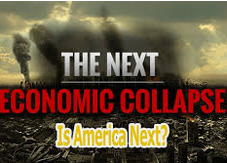 THE NEXT
ECONOMIC COLLAPSE
Is America Next?